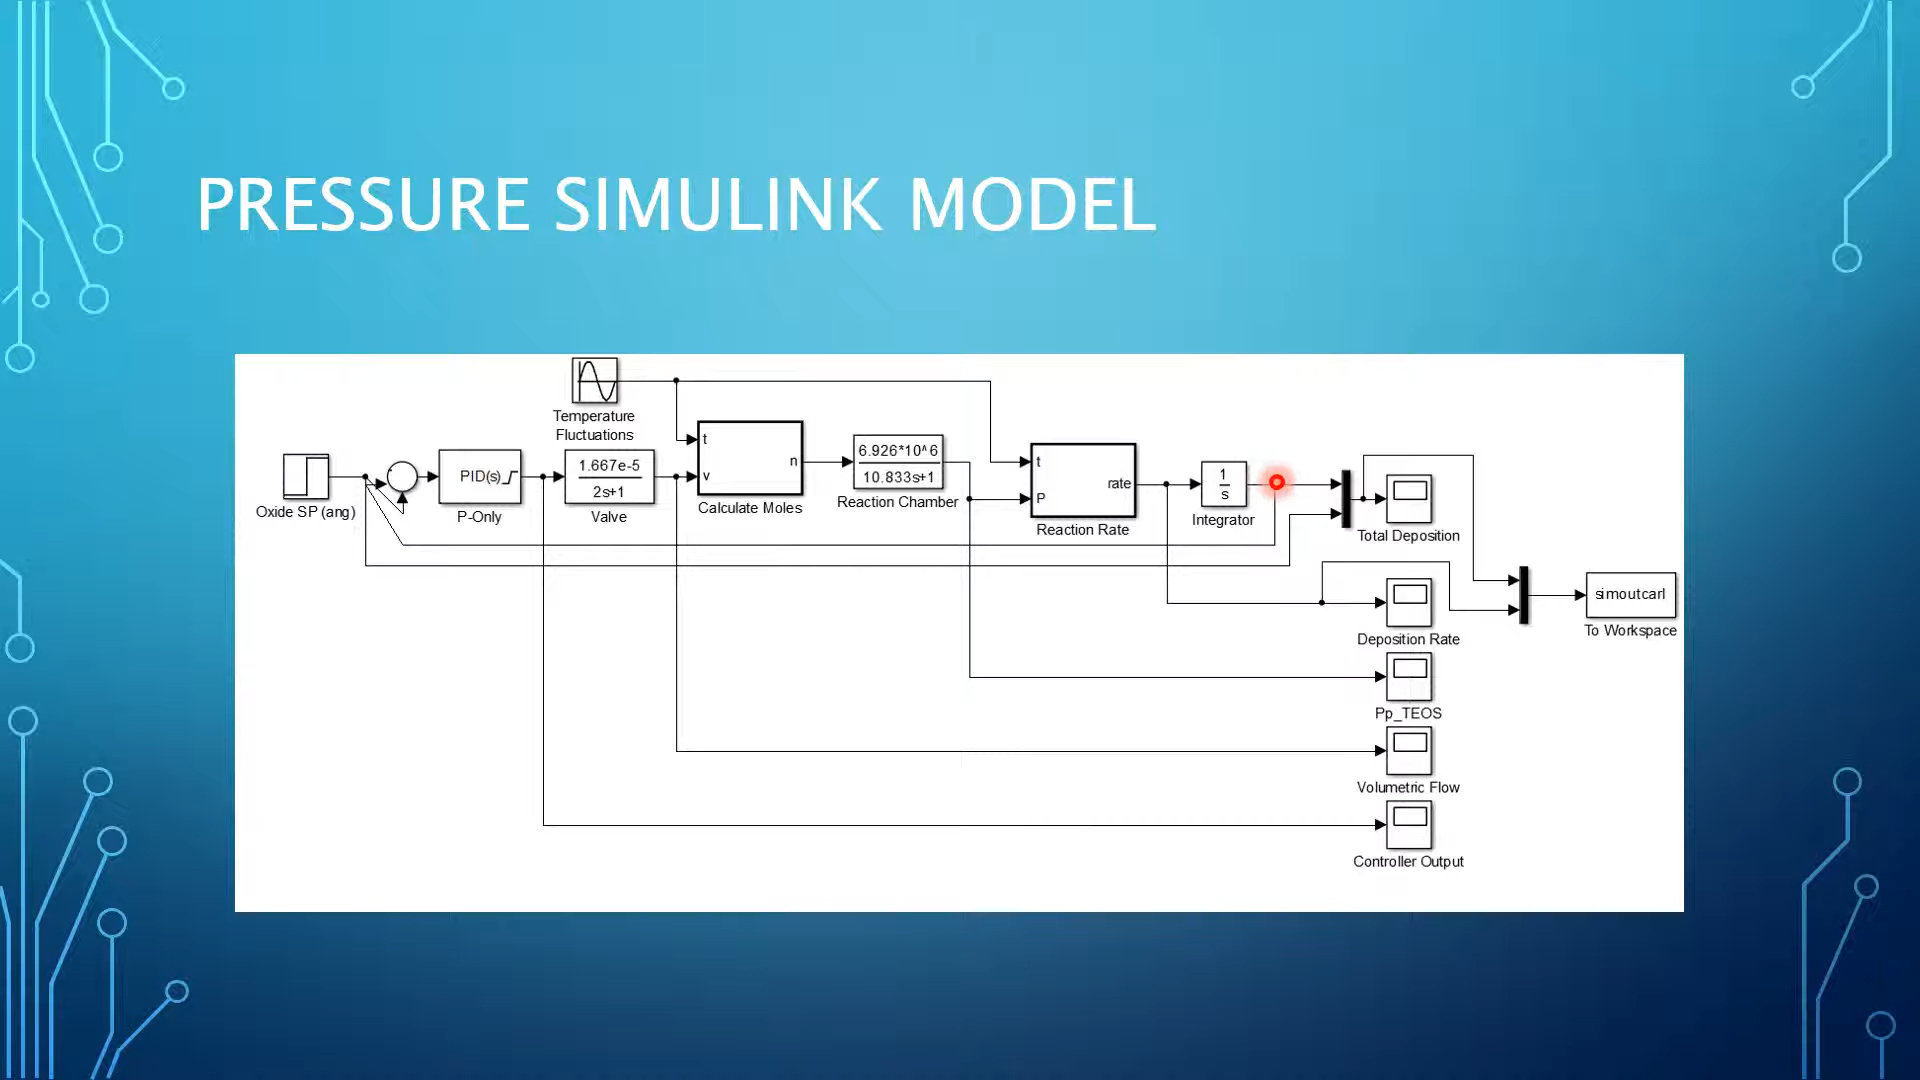 PRESSURE SIMULINK MODEL
Temperature
Fluctuations
Oxide SP (ang)
PID(s)
P-Only
1.667e-5
2s+1
Valve
t
v
n
Calculate Moles
6.926*10^6
10.833s+1
Reaction Chamber
t
P
rate
Reaction Rate
1
s
Integrator
Total Deposition
Deposition Rate
Pp_TEOS
Volumetric Flow
Controller Output
simoutcarl
To Workspace